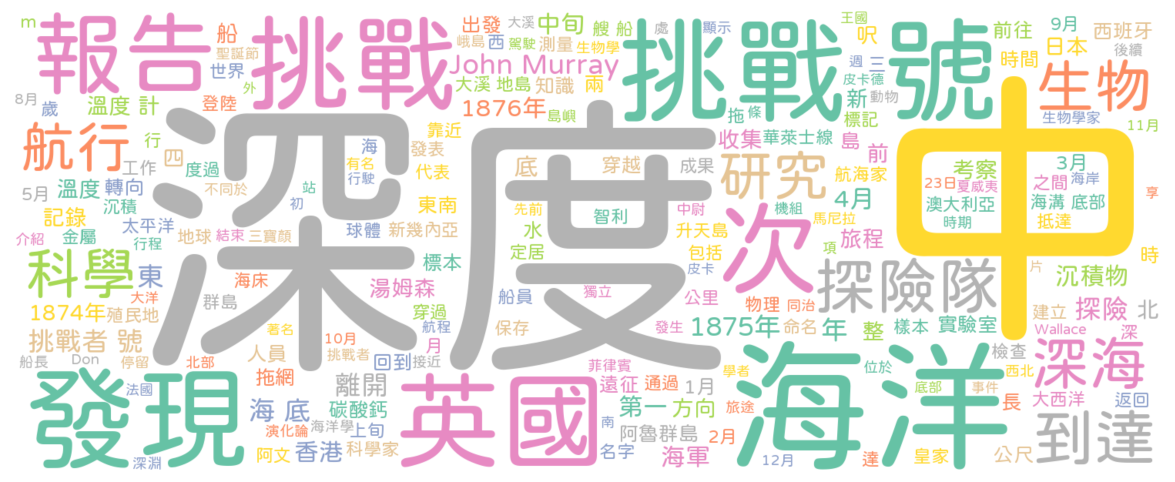 m 報告 挑戰 船 聖誕節 世界 外 出發 大溪 中旬 艘 船 處 顯示 王國 9月 西班牙
峨島 西 駕駛 測量 生物學 挑戰 號 呎 前往 日本 後續
John Murray 週 三 時間 生物
8月 歲 溫度 計 登陸 大溪 地島 知識 兩 皮卡德 新 動物
1876年 島嶼 拖 條 標記 生物學家 11月
航行 行 四 海 靠近 收集 華萊士線 島 前
工作 度過 有名 發表 底 穿越 成果 研究 航海家 考察 3月
5月 溫度 轉向 不同於 站 行駛 代表 深度 機組 4月 23日 夏威夷 之間 海岸 享
記錄 沉積 初 東南 先前 智利 中尉 馬尼拉 中 澳大利亞 海溝 底部
太平洋 球體 新幾內亞 水 升天島 次 項 旅程 時期 抵達
介紹 金屬 行程 地球 結束 三寶顏 定居 包括 時
科學 東 海床 標本 皮卡 探險隊 片 沉積物
大洋 群島 湯姆森 船員 獨立 公里 物理 同治
1874年 殖民地 穿過 保存 發生 1875年 命名 年 整 樣本 實驗室 建立 探險 北
挑戰者 號 著名 10月 航程 月 Wallace 深
船長 Don 停留 北部 人員 挑戰者 回到 接近 菲律賓 學者 位於 檢查 西北 深海
發現 法國 拖網 離開 英國 遠征 通過 1月 海洋 底部 事件 長 大西洋 返回
海 底 碳酸鈣 第一 方向 旅途 到達
演化論 海洋學 上旬 南 阿魯群島 2月
深淵 阿文 香港 科學家 名字 海軍 12月 達 皇家 公尺